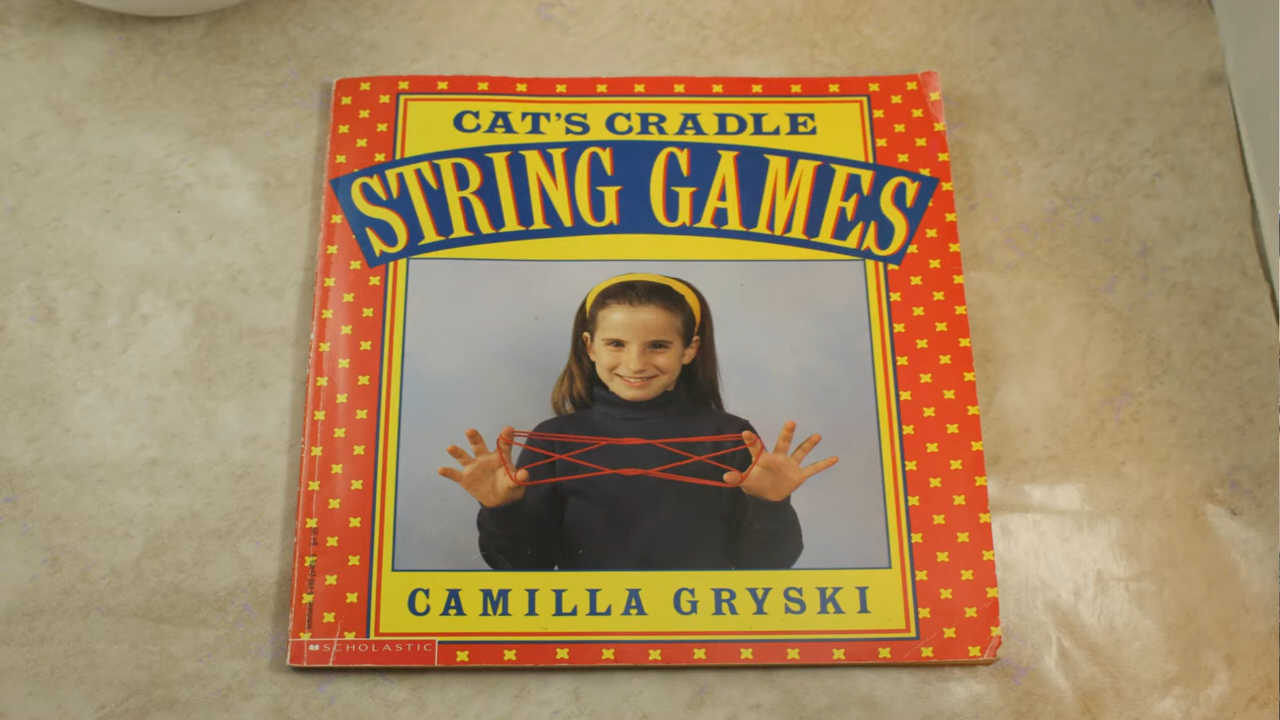 CAT'S CRADLE
STRING GAMES
CAMILLA GRYSKI
SCHOLASTIC